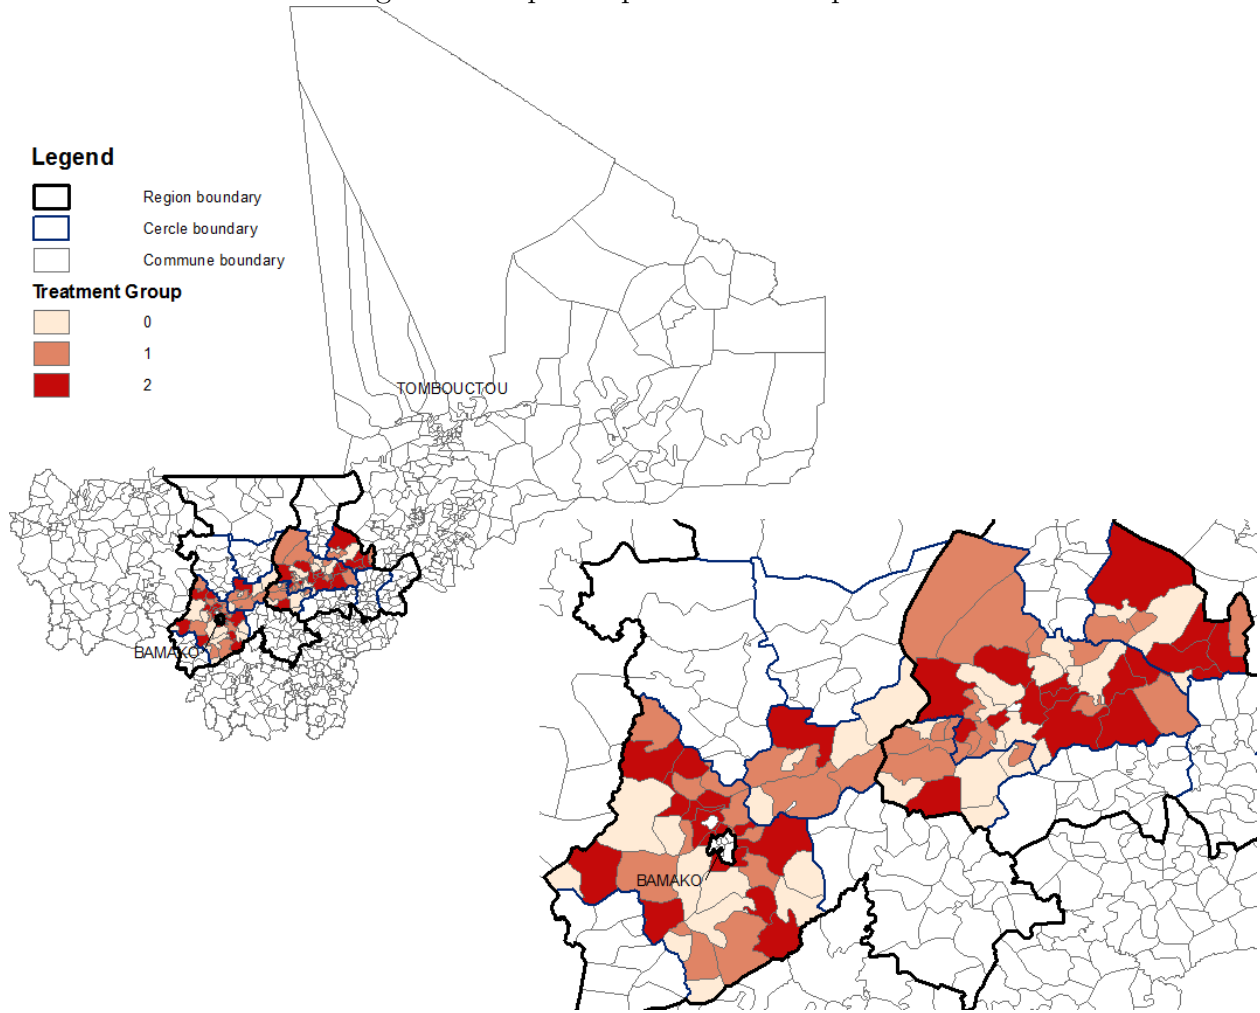 Legend
Region boundary
Cercle boundary
Commune boundary
Treatment Group
0
1
2
TOMBOUCTOU
BAMAKO
BAMAKO